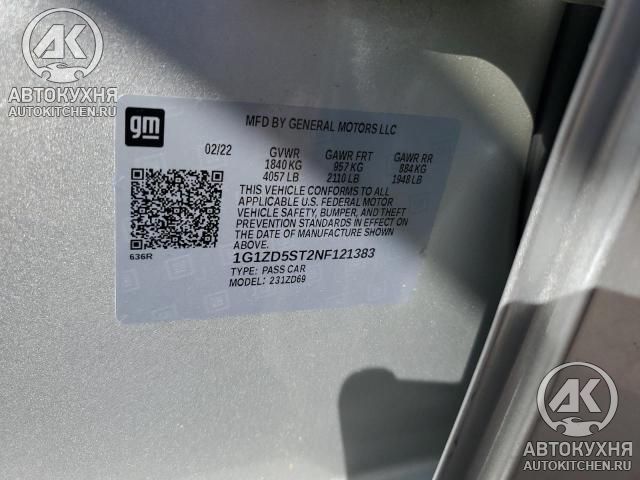 AK
АВТОКУХНЯ
AUTOKITCHEN.RU
gm
MFD BY GENERAL MOTORS LLC
02/22 GVWR GAWR FRT GAWR RR
1840 KG 957 KG 884 KG
4057 LB 2110 LB 1948 LB
THIS VEHICLE CONFORMS TO ALL
APPLICABLE U.S. FEDERAL MOTOR
VEHICLE SAFETY, BUMPER, AND THEFT
PREVENTION STANDARDS IN EFFECT ON
THE DATE OF MANUFACTURE SHOWN
ABOVE.
636R
1G1ZD5ST2NF121383
TYPE: PASS CAR
MODEL: 231ZD69
AK
АВТОКУХНЯ
AUTOKITCHEN.RU